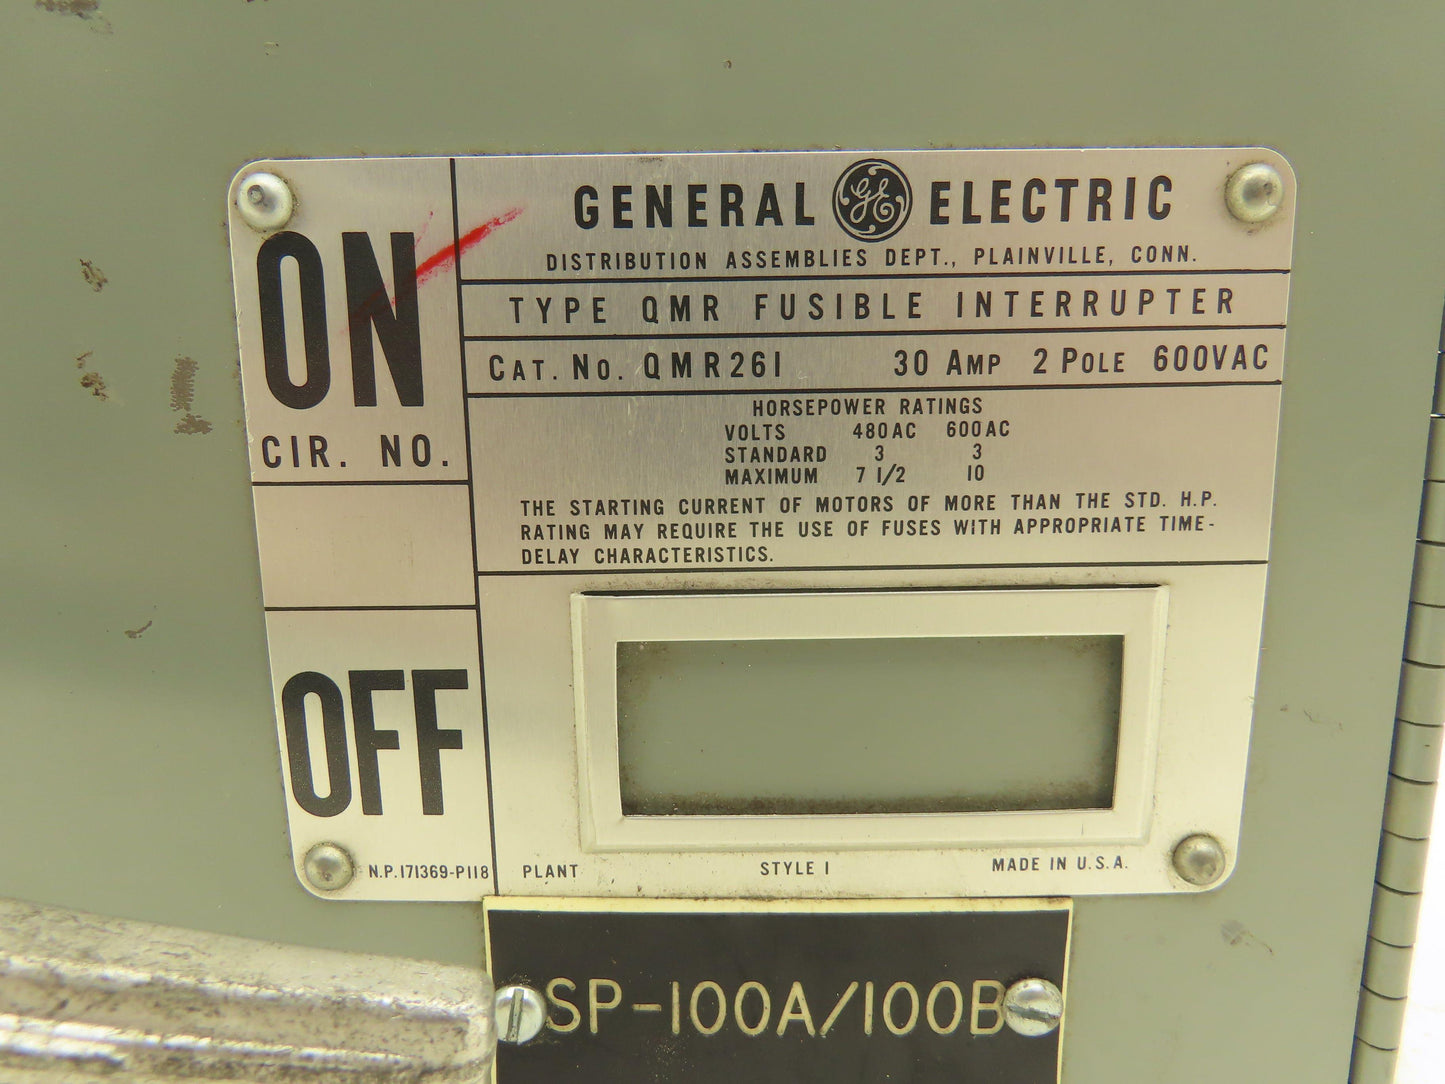 GENERAL GE ELECTRIC
DISTRIBUTION ASSEMBLIES DEPT., PLAINVILLE, CONN.
TYPE QMR FUSIBLE INTERRUPTER
CAT. NO. QMR261 30 AMP 2 POLE 600VAC
HORSEPOWER RATINGS
VOLTS 480AC 600AC
STANDARD 3 3
MAXIMUM 7 1/2 10
THE STARTING CURRENT OF MOTORS OF MORE THAN THE STD. H.P.
RATING MAY REQUIRE THE USE OF FUSES WITH APPROPRIATE TIME-
DELAY CHARACTERISTICS.
ON
CIR. NO.
OFF
N.P.171369-P118 PLANT STYLE 1 MADE IN U.S.A.
SP-100A/100B